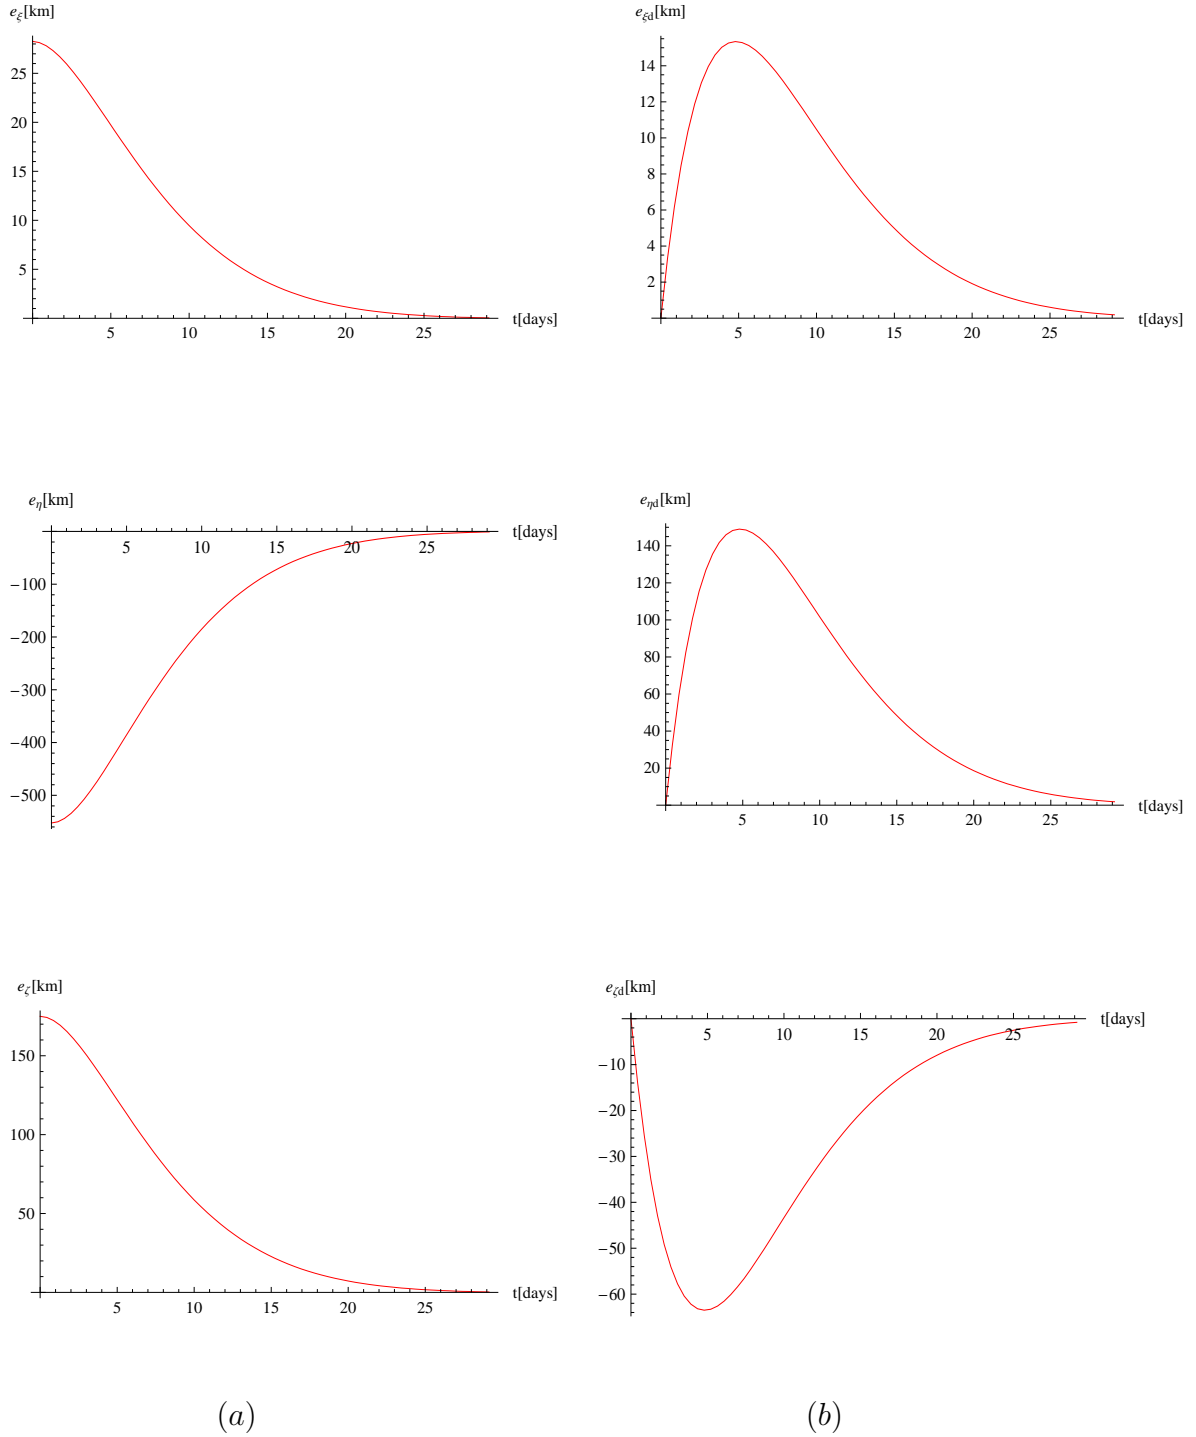 e_ξ[km]
25
20
15
10
5
5 10 15 20 25 t[days]
e_ξd[km]
14
12
10
8
6
4
2
5 10 15 20 25 t[days]
e_η[km]
5 10 15 20 25 t[days]
−100
−200
−300
−400
−500
e_ηd[km]
140
120
100
80
60
40
20
5 10 15 20 25 t[days]
e_ζ[km]
150
100
50
5 10 15 20 25 t[days]
e_ζd[km]
5 10 15 20 25 t[days]
−10
−20
−30
−40
−50
−60
(a) (b)